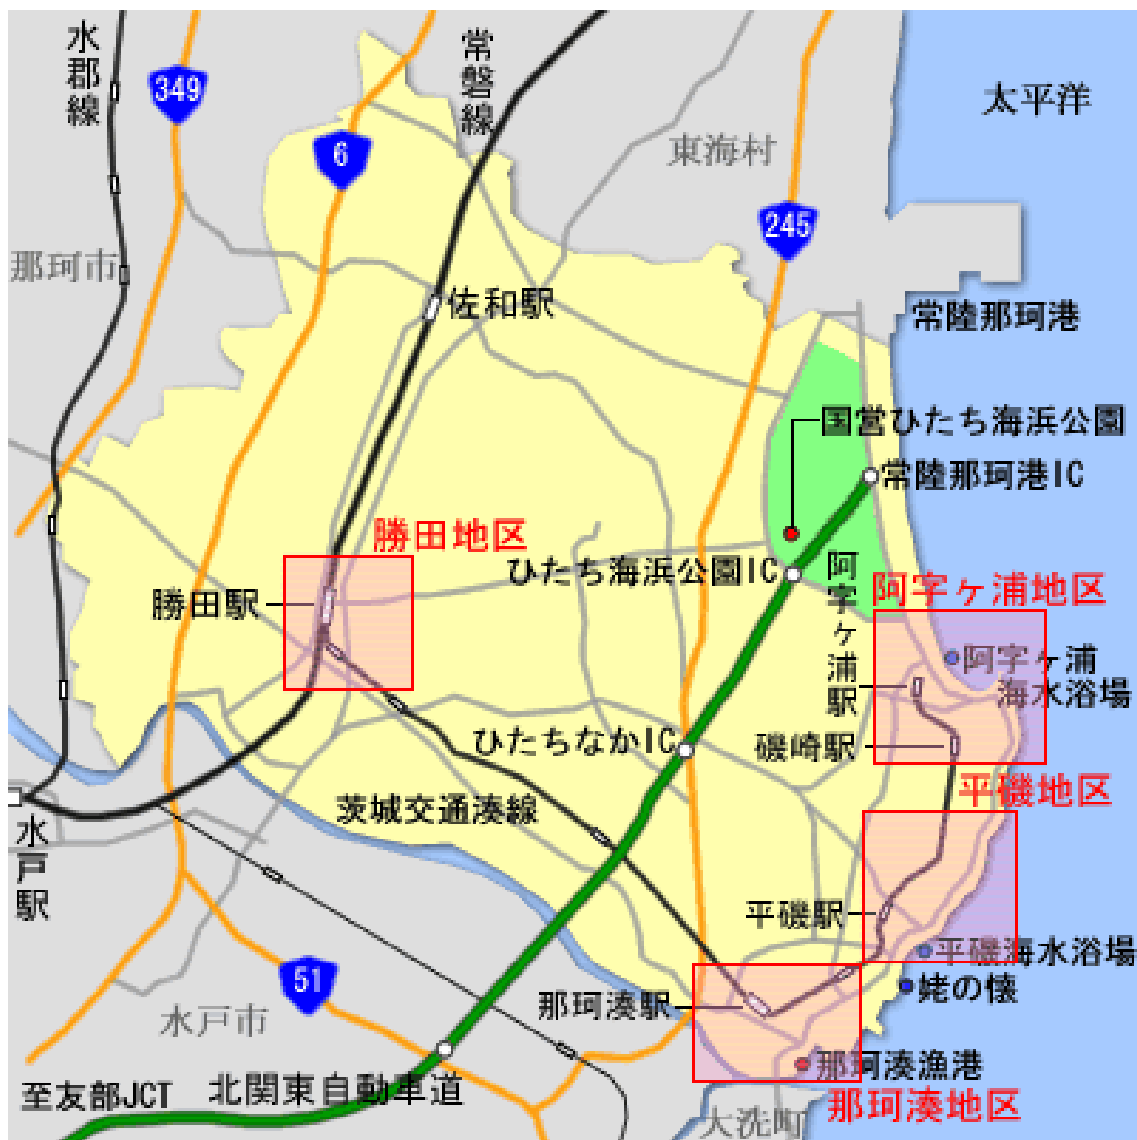 水郡線
常磐線
太平洋
349
6
東海村
245
那珂市
佐和駅
常陸那珂港
国営ひたち海浜公園
常陸那珂港IC
勝田地区
ひたち海浜公園IC
阿字ヶ浦駅
阿字ヶ浦地区
勝田駅
阿字ヶ浦
海水浴場
ひたちなかIC
磯崎駅
平磯地区
茨城交通湊線
水戸駅
平磯駅
平磯海水浴場
51
姥の懐
那珂湊駅
水戸市
那珂湊漁港
至友部JCT
北関東自動車道
那珂湊地区
大洗町